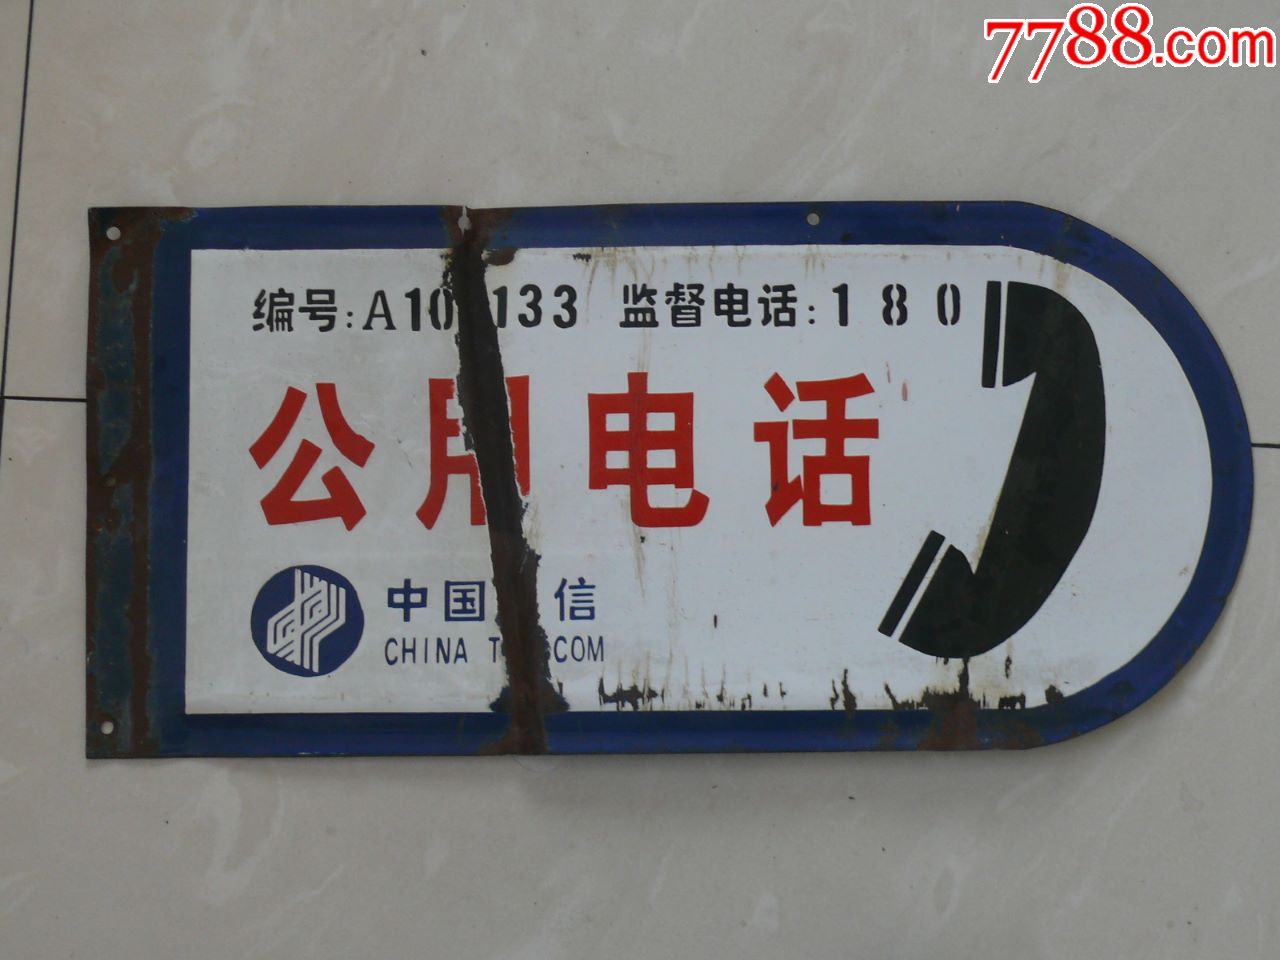 7788.com
编号:A10 133 监督电话:180
公用电话
中国 信
CHINA T COM